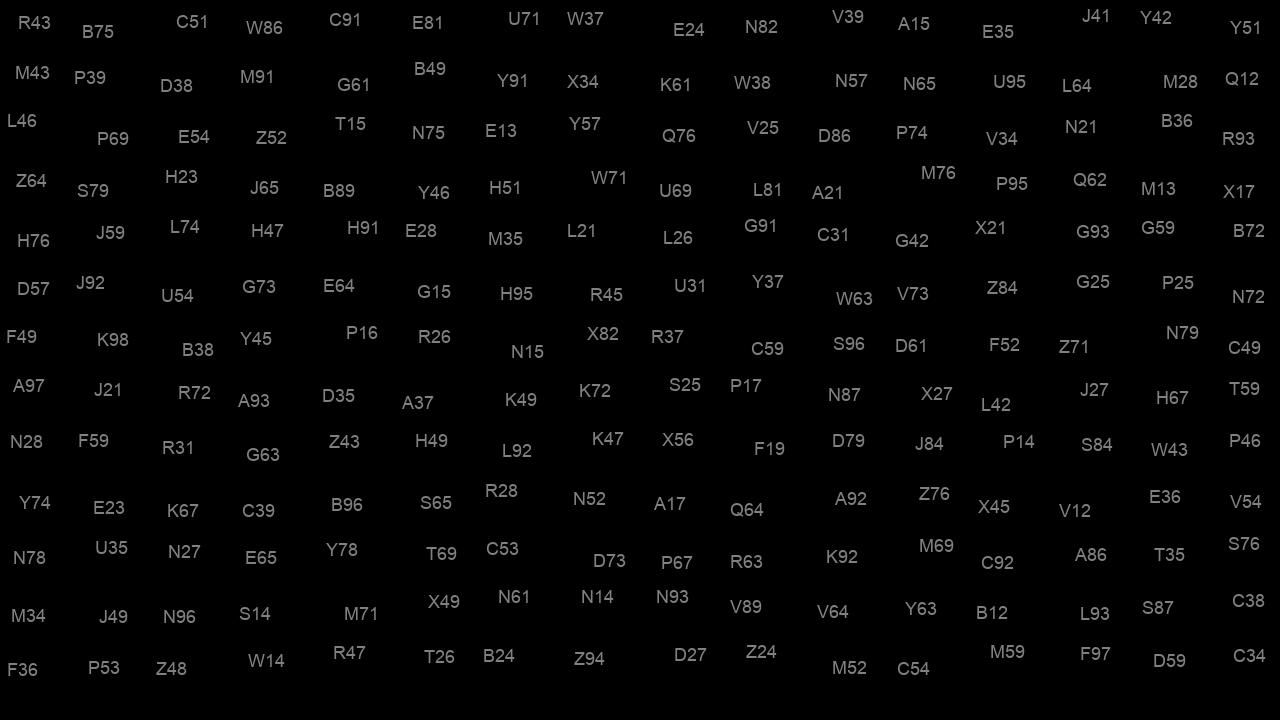 R43 B75 C51 W86 C91 E81 U71 W37 E24 N82 V39 A15 E35 J41 Y42 Y51
M43 P39 D38 M91 G61 B49 Y91 X34 K61 W38 N57 N65 U95 L64 M28 Q12
L46 P69 E54 Z52 T15 N75 E13 Y57 Q76 V25 D86 P74 V34 N21 B36 R93
Z64 S79 H23 J65 B89 Y46 H51 W71 U69 L81 A21 M76 P95 Q62 M13 X17
H76 J59 L74 H47 H91 E28 M35 L21 L26 G91 C31 G42 X21 G93 G59 B72
D57 J92 U54 G73 E64 G15 H95 R45 U31 Y37 W63 V73 Z84 G25 P25 N72
F49 K98 B38 Y45 P16 R26 N15 X82 R37 C59 S96 D61 F52 Z71 N79 C49
A97 J21 R72 A93 D35 A37 K49 K72 S25 P17 N87 X27 L42 J27 H67 T59
N28 F59 R31 G63 Z43 H49 L92 K47 X56 F19 D79 J84 P14 S84 W43 P46
Y74 E23 K67 C39 B96 S65 R28 N52 A17 Q64 A92 Z76 X45 V12 E36 V54
N78 U35 N27 E65 Y78 T69 C53 D73 P67 R63 K92 M69 C92 A86 T35 S76
M34 J49 N96 S14 M71 X49 N61 N14 N93 V89 V64 Y63 B12 L93 S87 C38
F36 P53 Z48 W14 R47 T26 B24 Z94 D27 Z24 M52 C54 M59 F97 D59 C34